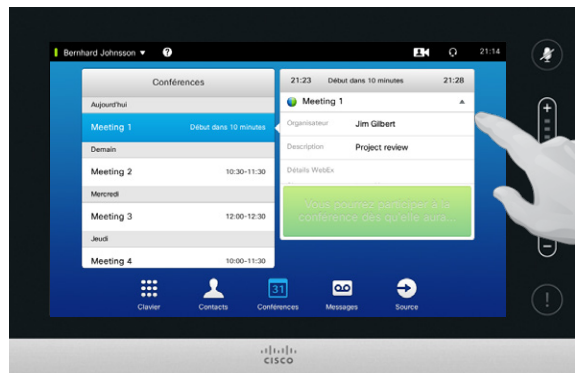 Bernhard Johnsson ▼ ? 21:14
Conférences
Aujourd'hui
Meeting 1 Début dans 10 minutes
Demain
Meeting 2 10:30-11:30
Mercredi
Meeting 3 12:00-12:30
Jeudi
Meeting 4 10:00-11:30
21:23 Début dans 10 minutes 21:28
Meeting 1
Organisateur Jim Gilbert
Description Project review
Détails WebEx
Vous pourrez participer à la
conférence dès qu'elle aura...
Clavier
31
Contacts Conférences Messages Source
+
-
!
CISCO